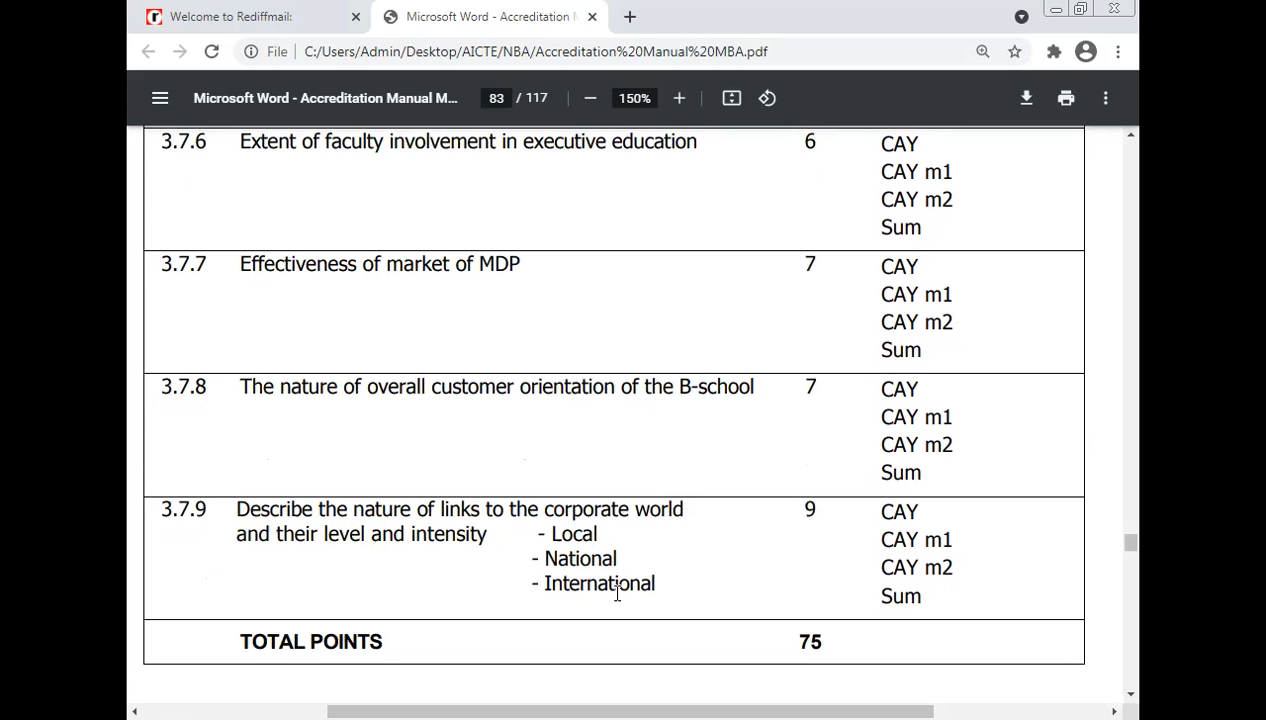 Welcome to Rediffmail:
Microsoft Word - Accreditation M
File C:/Users/Admin/Desktop/AICTE/NBA/Accreditation%20Manual%20MBA.pdf
Microsoft Word - Accreditation Manual M... 83 / 117 150%
3.7.6 Extent of faculty involvement in executive education 6 CAY
CAY m1
CAY m2
Sum
3.7.7 Effectiveness of market of MDP 7 CAY
CAY m1
CAY m2
Sum
3.7.8 The nature of overall customer orientation of the B-school 7 CAY
CAY m1
CAY m2
Sum
3.7.9 Describe the nature of links to the corporate world 9 CAY
and their level and intensity - Local CAY m1
- National CAY m2
- International Sum
TOTAL POINTS 75